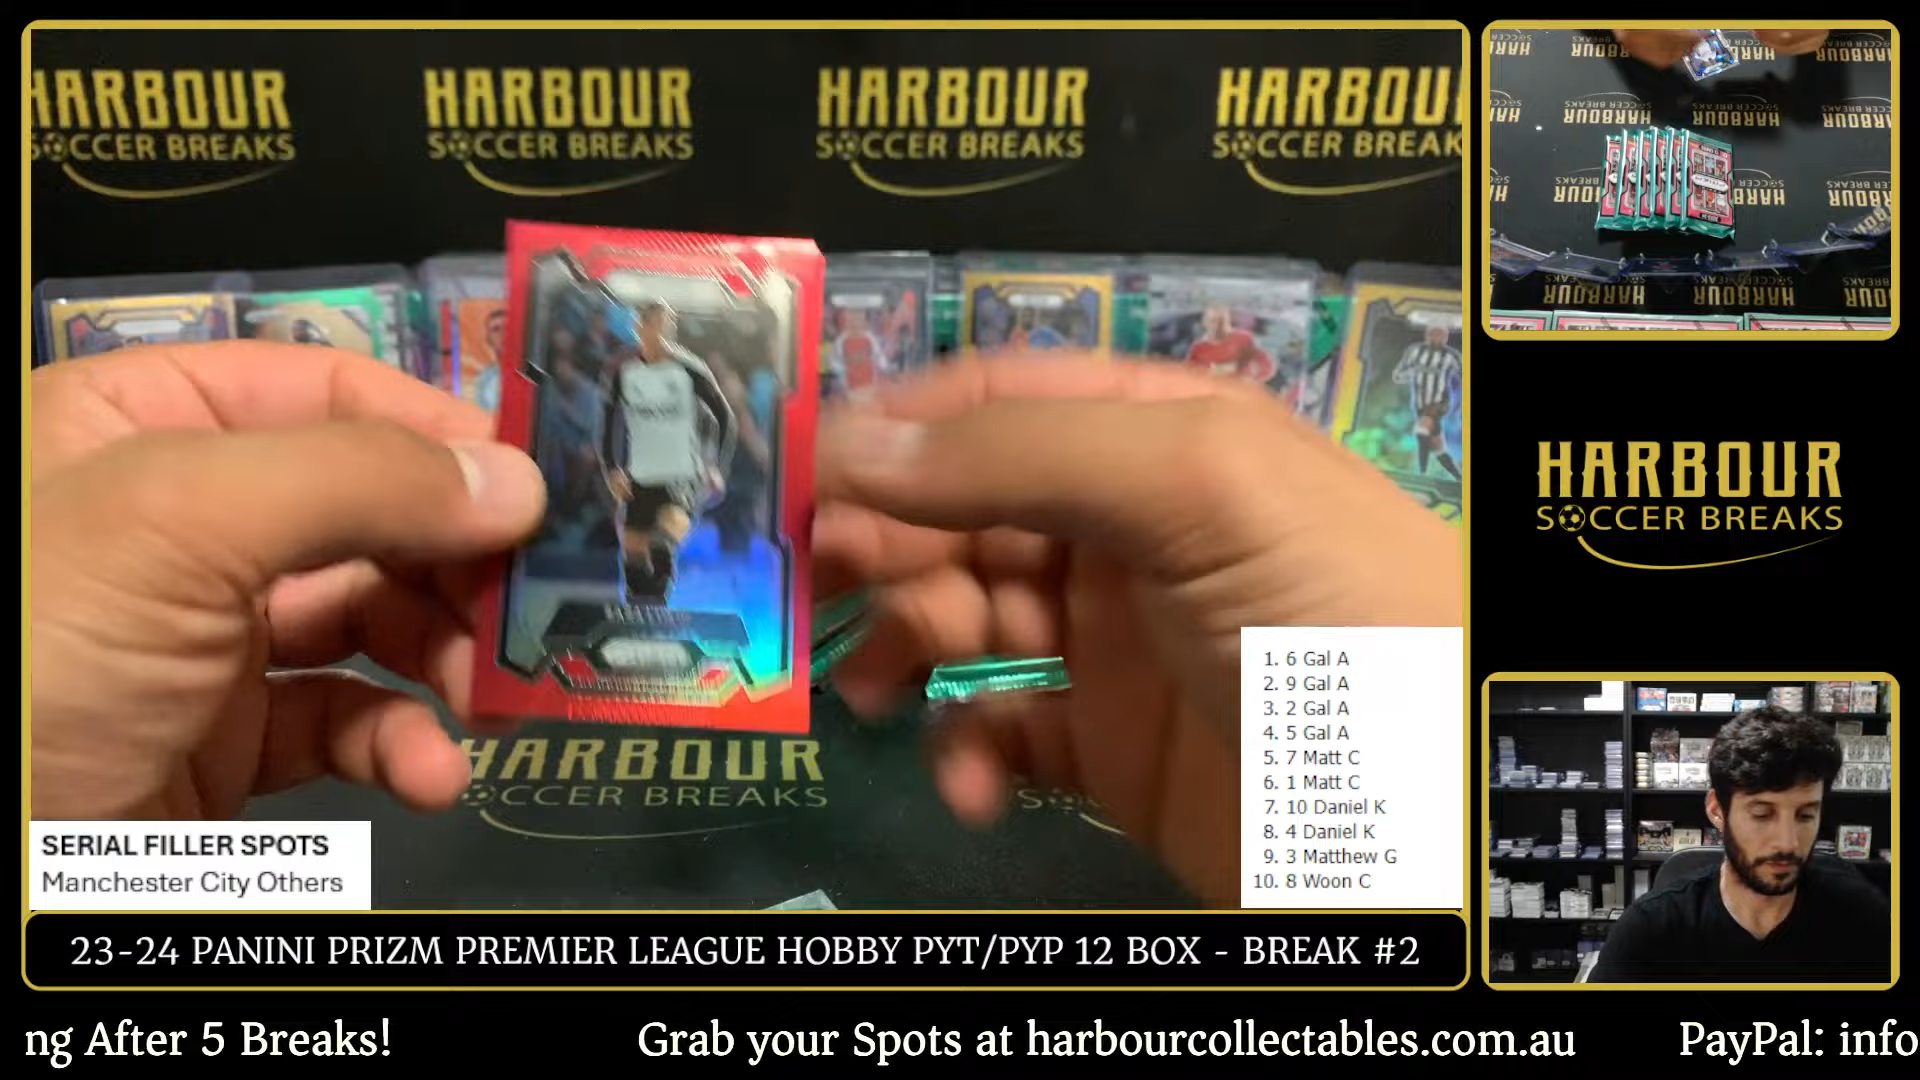 HARBOUR
SOCCER BREAKS
HARBOUR
SOCCER BREAKS
HARBOUR
SOCCER BREAKS
HARBOU
SOCCER BREAK
HARBOUR
SOCCER BREAKS
HARBOUR
SOCCER BREAKS
1. 6 Gal A
2. 9 Gal A
3. 2 Gal A
4. 5 Gal A
5. 7 Matt C
6. 1 Matt C
7. 10 Daniel K
8. 4 Daniel K
9. 3 Matthew G
10. 8 Woon C
SERIAL FILLER SPOTS
Manchester City Others
23-24 PANINI PRIZM PREMIER LEAGUE HOBBY PYT/PYP 12 BOX - BREAK #2
ng After 5 Breaks!
Grab your Spots at harbourcollectables.com.au
PayPal: info